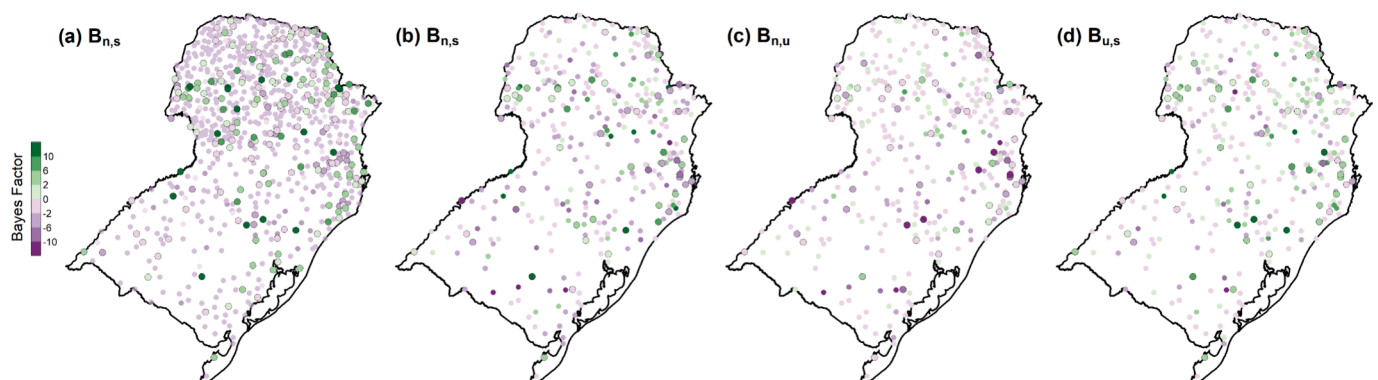 (a) Bn,s
(b) Bn,s
(c) Bn,u
(d) Bu,s
Bayes Factor
10
6
2
0
-2
-6
-10